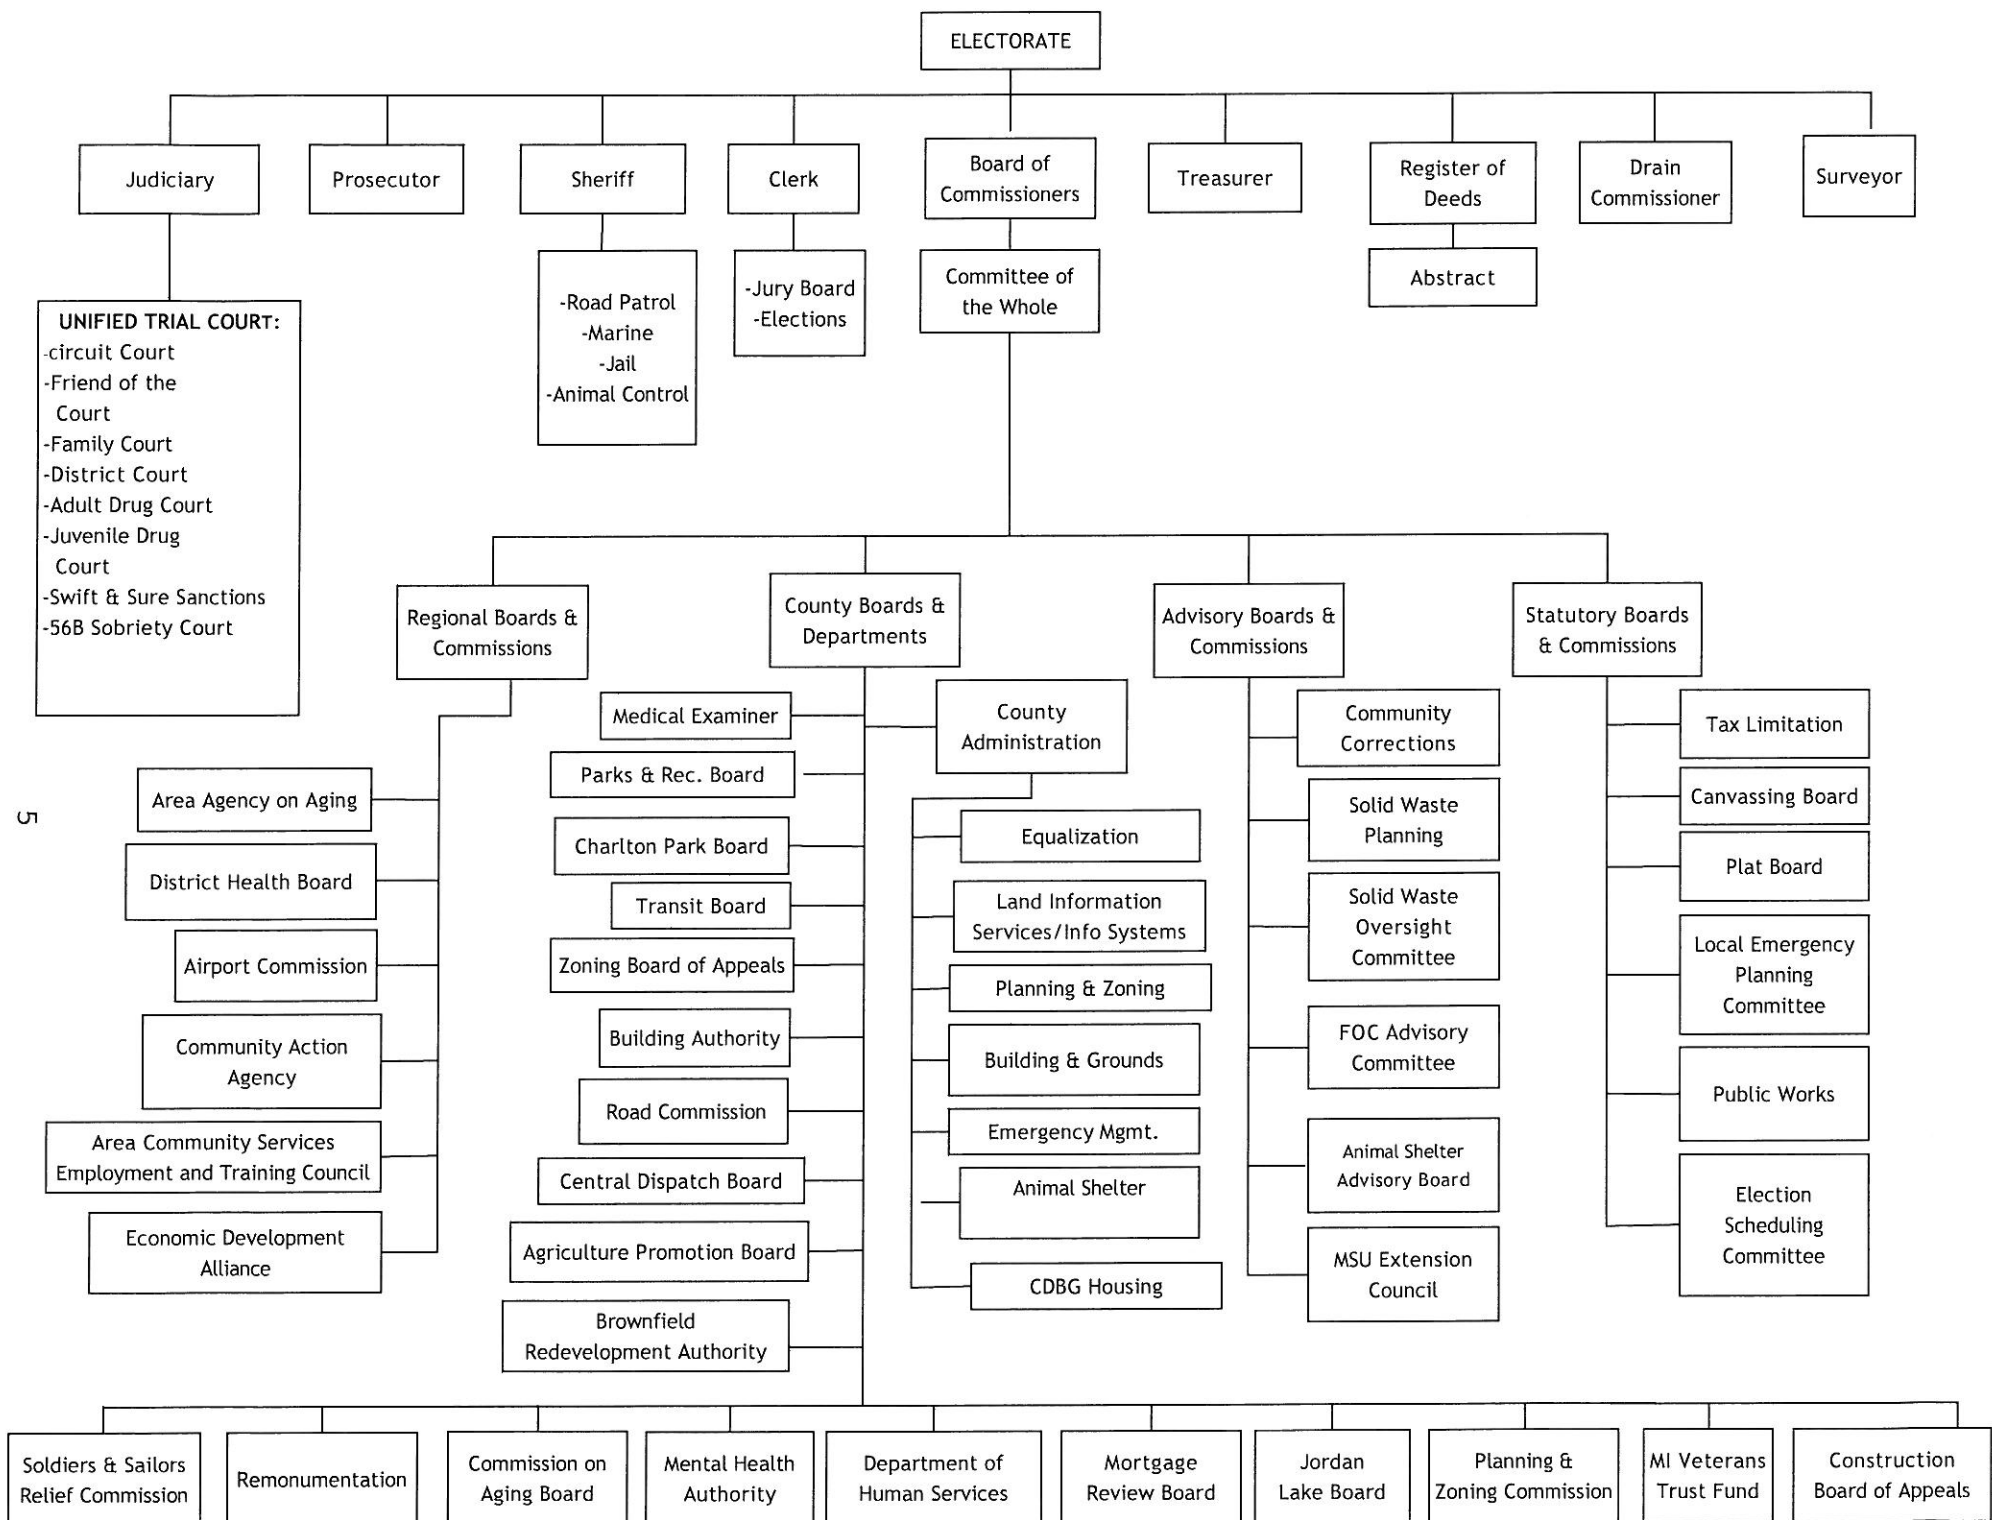 ELECTORATE
Judiciary
Prosecutor
Sheriff
Clerk
Board of
Commissioners
Treasurer
Register of
Deeds
Drain
Commissioner
Surveyor
UNIFIED TRIAL COURT:
-circuit Court
-Friend of the
Court
-Family Court
-District Court
-Adult Drug Court
-Juvenile Drug
Court
-Swift & Sure Sanctions
-56B Sobriety Court
-Road Patrol
-Marine
-Jail
-Animal Control
-Jury Board
-Elections
Committee of
the Whole
Abstract
Regional Boards &
Commissions
County Boards &
Departments
Advisory Boards &
Commissions
Statutory Boards
& Commissions
Area Agency on Aging
District Health Board
Airport Commission
Community Action
Agency
Area Community Services
Employment and Training Council
Economic Development
Alliance
Medical Examiner
Parks & Rec. Board
Charlton Park Board
Transit Board
Zoning Board of Appeals
Building Authority
Road Commission
Central Dispatch Board
Agriculture Promotion Board
Brownfield
Redevelopment Authority
County
Administration
Equalization
Land Information
Services/Info Systems
Planning & Zoning
Building & Grounds
Emergency Mgmt.
Animal Shelter
CDBG Housing
Community
Corrections
Solid Waste
Planning
Solid Waste
Oversight
Committee
FOC Advisory
Committee
Animal Shelter
Advisory Board
MSU Extension
Council
Tax Limitation
Canvassing Board
Plat Board
Local Emergency
Planning
Committee
Public Works
Election
Scheduling
Committee
5
Soldiers & Sailors
Relief Commission
Remonumentation
Commission on
Aging Board
Mental Health
Authority
Department of
Human Services
Mortgage
Review Board
Jordan
Lake Board
Planning &
Zoning Commission
MI Veterans
Trust Fund
Construction
Board of Appeals